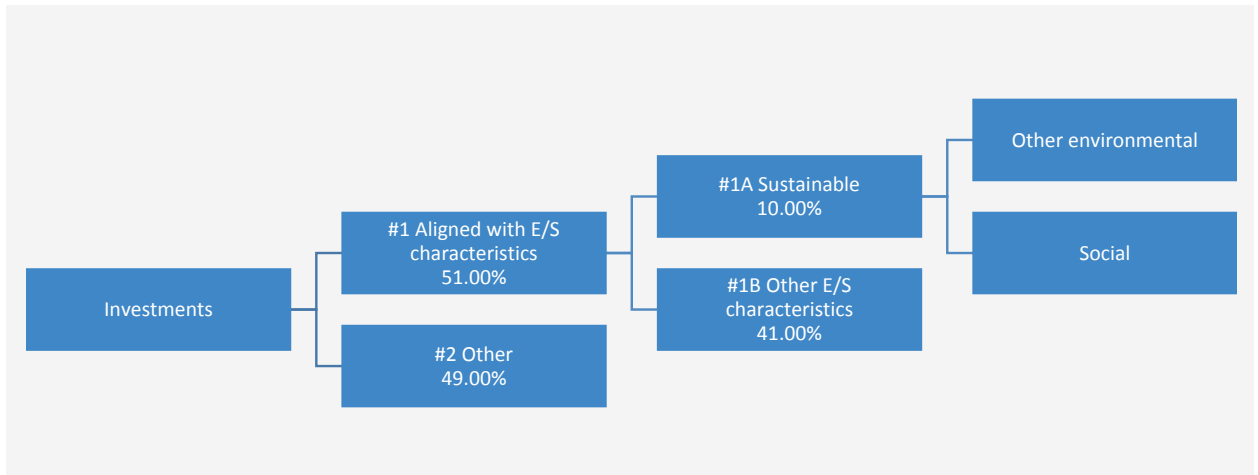 Investments
#1 Aligned with E/S
characteristics
51.00%
#2 Other
49.00%
#1A Sustainable
10.00%
#1B Other E/S
characteristics
41.00%
Other environmental
Social